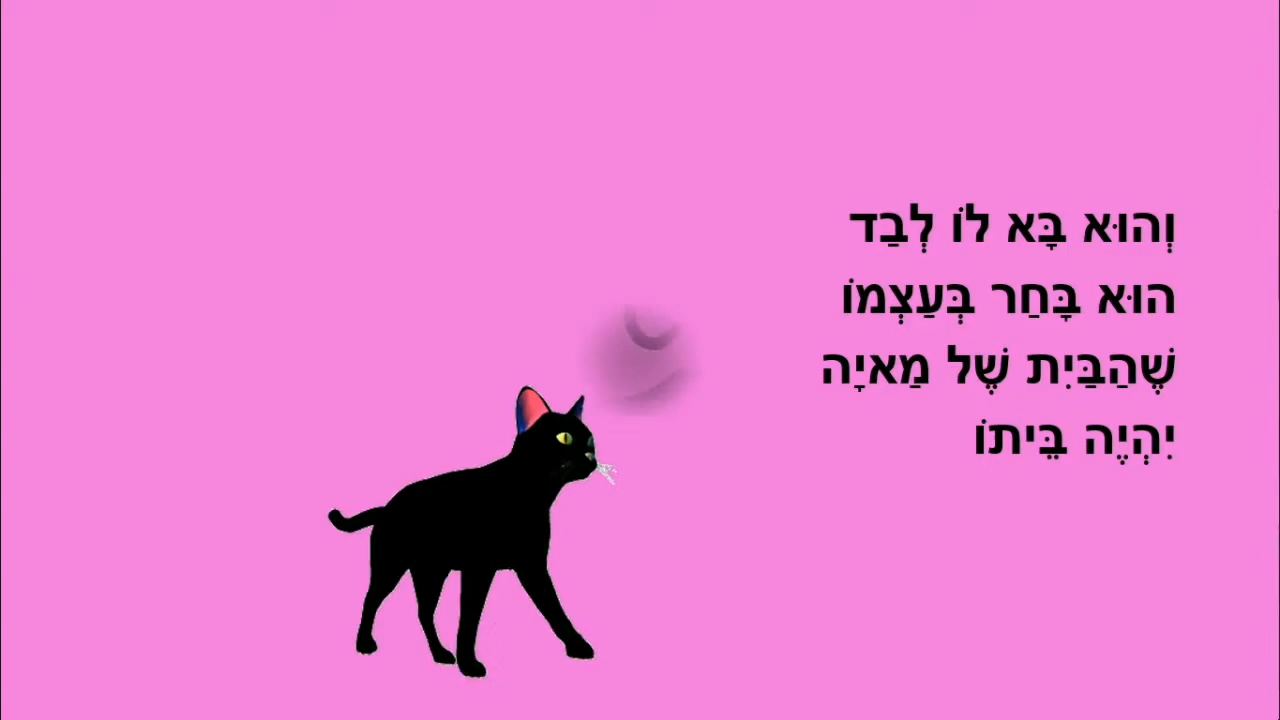 וְהוּא בָּא לוֹ לְבַד
הוּא בָּחַר בְּעַצְמוֹ
שֶׁהַבַּיִת שֶׁל מַאיָה
יִהְיֶה בֵּיתוֹ